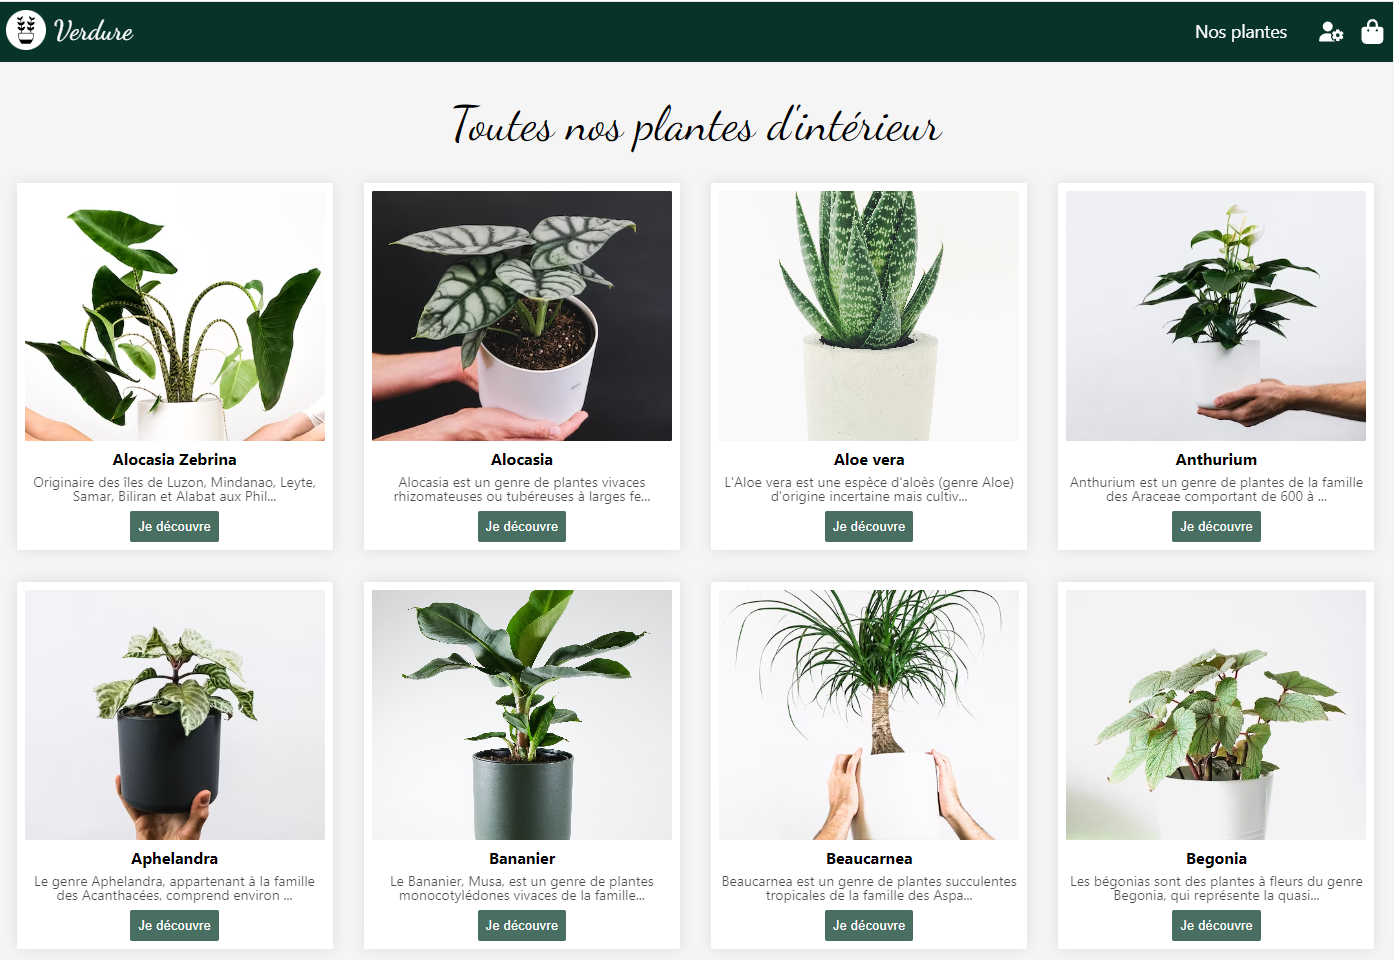 Verdure
Nos plantes
Toutes nos plantes d'intérieur
Alocasia Zebrina
Originaire des îles de Luzon, Mindanao, Leyte,
Samar, Biliran et Alabat aux Phil...
Je découvre
Alocasia
Alocasia est un genre de plantes vivaces
rhizomateuses ou tubéreuses à larges fe...
Je découvre
Aloe vera
L'Aloe vera est une espèce d'aloès (genre Aloe)
d'origine incertaine mais cultiv...
Je découvre
Anthurium
Anthurium est un genre de plantes de la famille
des Araceae comportant de 600 à ...
Je découvre
Aphelandra
Le genre Aphelandra, appartenant à la famille
des Acanthacées, comprend environ ...
Je découvre
Bananier
Le Bananier, Musa, est un genre de plantes
monocotylédones vivaces de la famille...
Je découvre
Beaucarnea
Beaucarnea est un genre de plantes succulentes
tropicales de la famille des Aspa...
Je découvre
Begonia
Les bégonias sont des plantes à fleurs du genre
Begonia, qui représente la quasi...
Je découvre